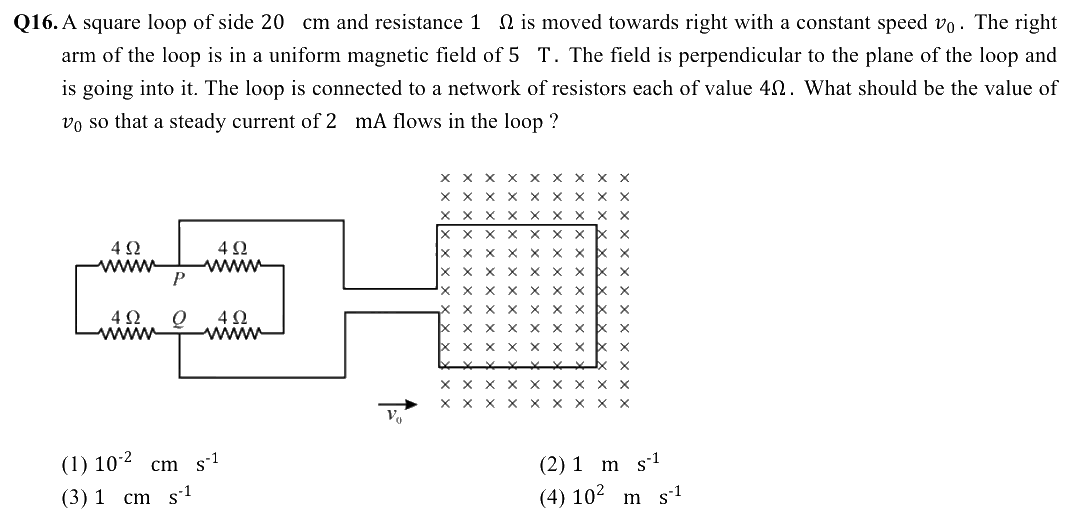 Q16. A square loop of side 20 cm and resistance 1 Ω is moved towards right with a constant speed v₀. The right
arm of the loop is in a uniform magnetic field of 5 T. The field is perpendicular to the plane of the loop and
is going into it. The loop is connected to a network of resistors each of value 4Ω. What should be the value of
v₀ so that a steady current of 2 mA flows in the loop ?
4 Ω 4 Ω
P
4 Ω Q 4 Ω
v₀
(1) 10⁻² cm s⁻¹ (2) 1 m s⁻¹
(3) 1 cm s⁻¹ (4) 10² m s⁻¹